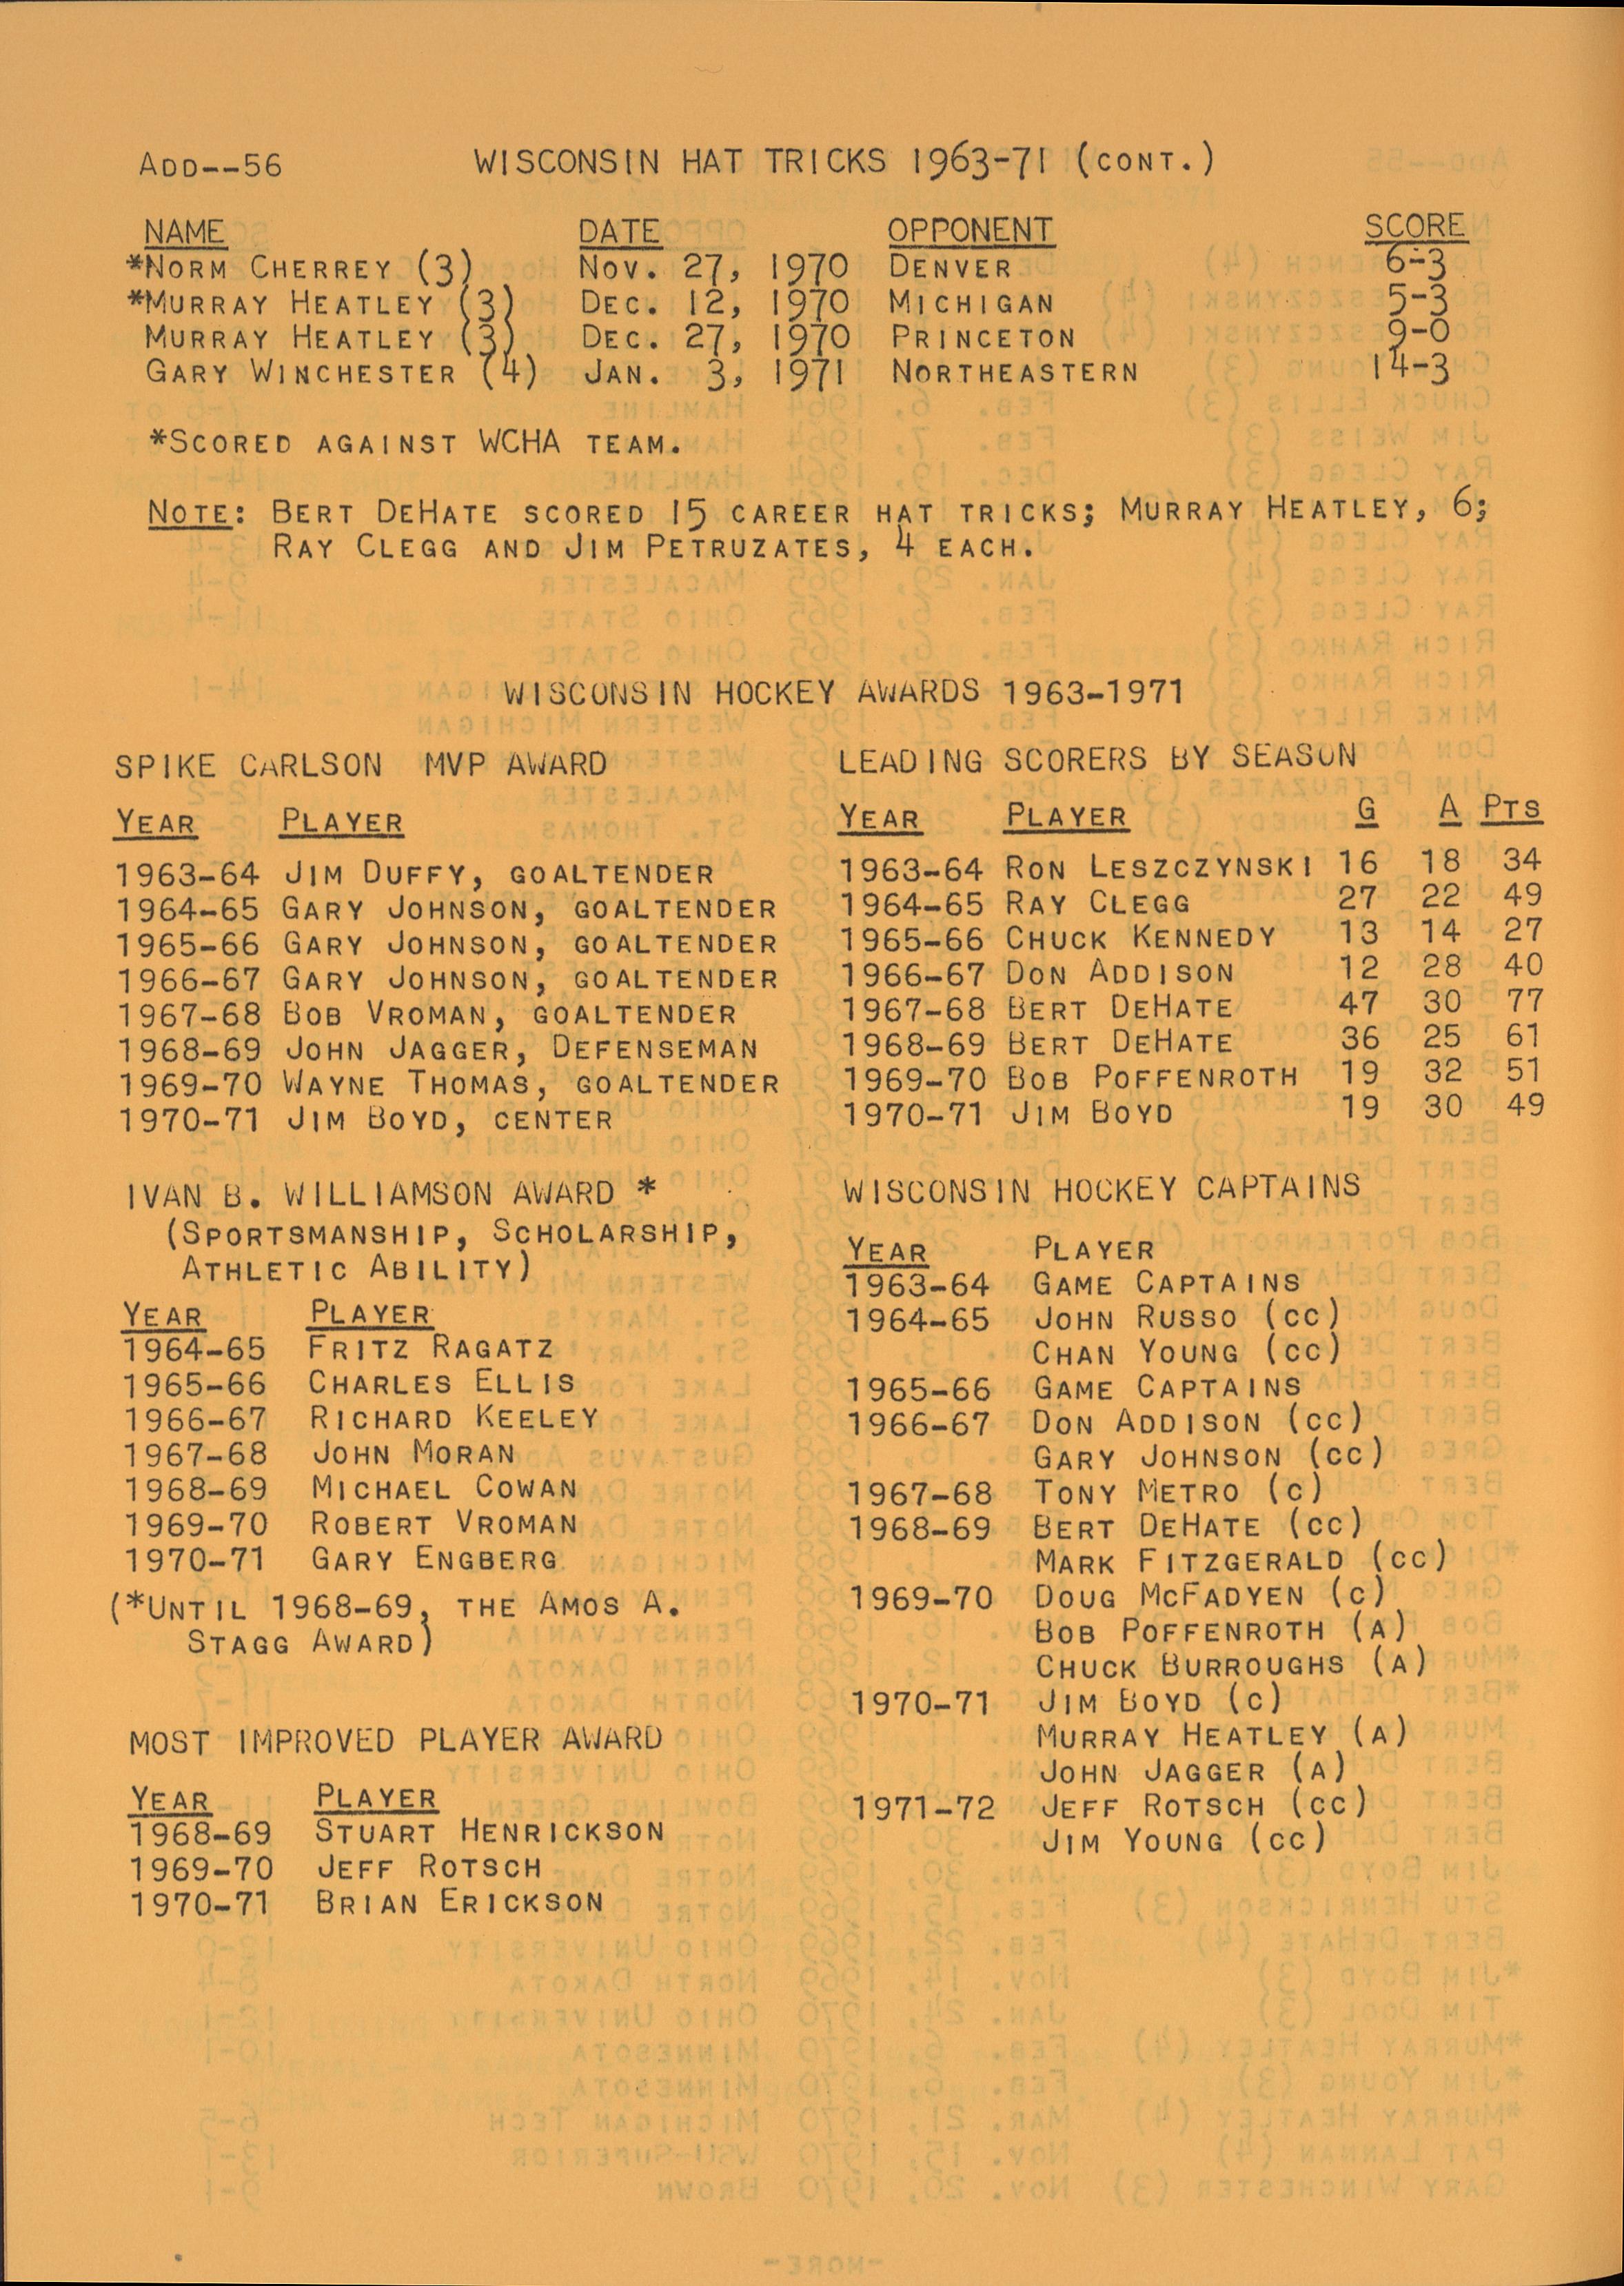 ADD--56 WISCONSIN HAT TRICKS 1963-71 (CONT.)
NAME DATE OPPONENT SCORE
*NORM CHERREY (3) NOV. 27, 1970 DENVER 6-3
*MURRAY HEATLEY (3) DEC. 12, 1970 MICHIGAN 5-3
MURRAY HEATLEY (3) DEC. 27, 1970 PRINCETON 9-0
GARY WINCHESTER (4) JAN. 3, 1971 NORTHEASTERN 14-3
*SCORED AGAINST WCHA TEAM.
NOTE: BERT DEHATE SCORED 15 CAREER HAT TRICKS; MURRAY HEATLEY, 6;
RAY CLEGG AND JIM PETRUZATES, 4 EACH.
WISCONSIN HOCKEY AWARDS 1963-1971
SPIKE CARLSON MVP AWARD
YEAR PLAYER
1963-64 JIM DUFFY, GOALTENDER
1964-65 GARY JOHNSON, GOALTENDER
1965-66 GARY JOHNSON, GOALTENDER
1966-67 GARY JOHNSON, GOALTENDER
1967-68 BOB VROMAN, GOALTENDER
1968-69 JOHN JAGGER, DEFENSEMAN
1969-70 WAYNE THOMAS, GOALTENDER
1970-71 JIM BOYD, CENTER
IVAN B. WILLIAMSON AWARD *
(SPORTSMANSHIP, SCHOLARSHIP,
ATHLETIC ABILITY)
YEAR PLAYER
1964-65 FRITZ RAGATZ
1965-66 CHARLES ELLIS
1966-67 RICHARD KEELEY
1967-68 JOHN MORAN
1968-69 MICHAEL COWAN
1969-70 ROBERT VROMAN
1970-71 GARY ENGBERG
(*UNTIL 1968-69, THE AMOS A.
STAGG AWARD)
MOST IMPROVED PLAYER AWARD
YEAR PLAYER
1968-69 STUART HENRICKSON
1969-70 JEFF ROTSCH
1970-71 BRIAN ERICKSON
LEADING SCORERS BY SEASON
YEAR PLAYER G A PTS
1963-64 RON LESZCZYNSKI 16 18 34
1964-65 RAY CLEGG 27 22 49
1965-66 CHUCK KENNEDY 13 14 27
1966-67 DON ADDISON 12 28 40
1967-68 BERT DEHATE 47 30 77
1968-69 BERT DEHATE 36 25 61
1969-70 BOB POFFENROTH 19 32 51
1970-71 JIM BOYD 19 30 49
WISCONSIN HOCKEY CAPTAINS
YEAR PLAYER
1963-64 GAME CAPTAINS
1964-65 JOHN RUSSO (CC)
CHAN YOUNG (CC)
1965-66 GAME CAPTAINS
1966-67 DON ADDISON (CC)
GARY JOHNSON (CC)
1967-68 TONY METRO (C)
1968-69 BERT DEHATE (CC)
MARK FITZGERALD (CC)
1969-70 DOUG MCFADYEN (C)
BOB POFFENROTH (A)
CHUCK BURROUGHS (A)
1970-71 JIM BOYD (C)
MURRAY HEATLEY (A)
JOHN JAGGER (A)
1971-72 JEFF ROTSCH (CC)
JIM YOUNG (CC)